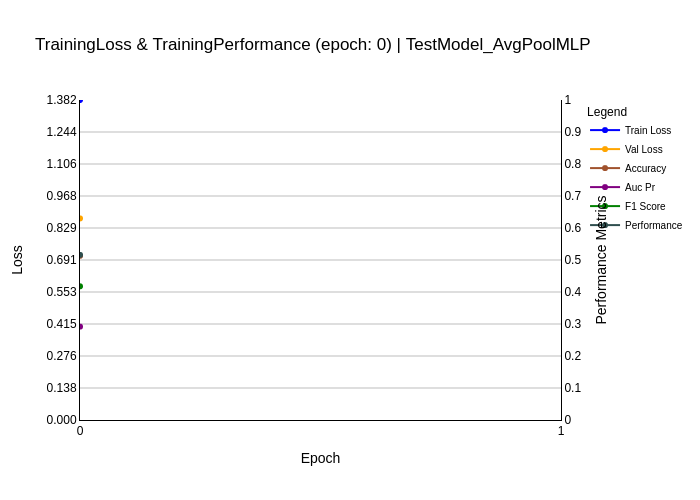 TrainingLoss & TrainingPerformance (epoch: 0) | TestModel_AvgPoolMLP
1.382
1.244
1.106
0.968
0.829
0.691
0.553
0.415
0.276
0.138
0.000
Loss
0
1
Epoch
1
0.9
0.8
0.7
0.6
0.5
0.4
0.3
0.2
0.1
0
Performance Metrics
Legend
Train Loss
Val Loss
Accuracy
Auc Pr
F1 Score
Performance